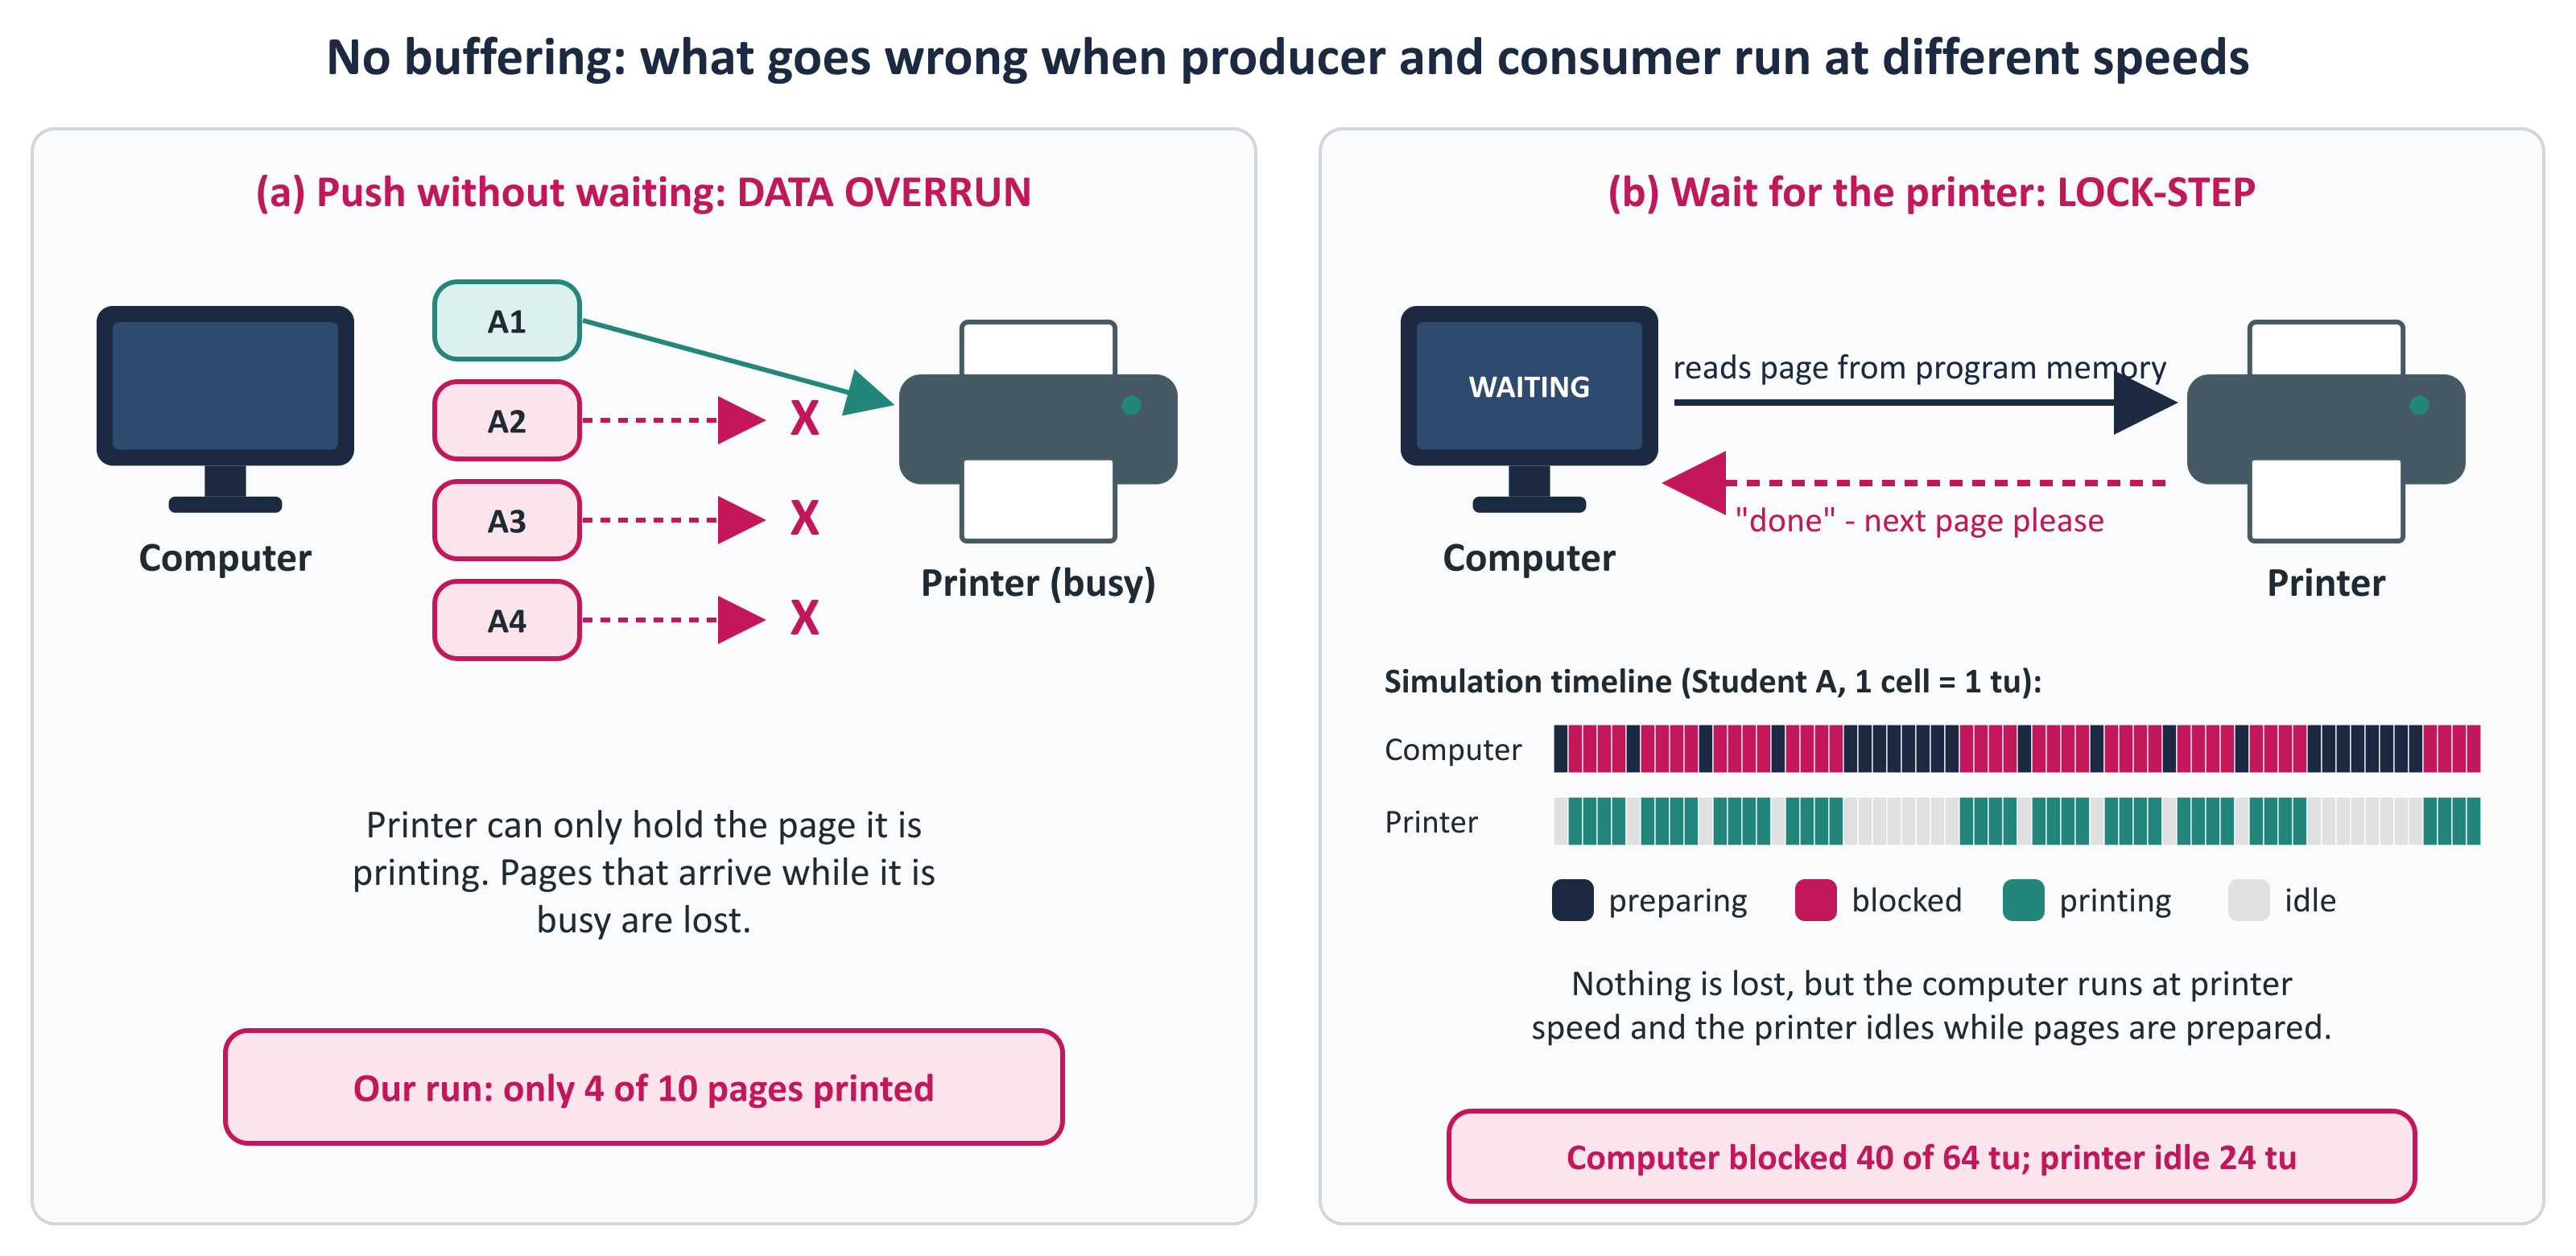 No buffering: what goes wrong when producer and consumer run at different speeds
(a) Push without waiting: DATA OVERRUN
A1
A2
X
A3
X
A4
X
Computer
Printer (busy)
Printer can only hold the page it is
printing. Pages that arrive while it is
busy are lost.
Our run: only 4 of 10 pages printed
(b) Wait for the printer: LOCK-STEP
WAITING
reads page from program memory
"done" - next page please
Computer
Printer
Simulation timeline (Student A, 1 cell = 1 tu):
Computer
Printer
preparing
blocked
printing
idle
Nothing is lost, but the computer runs at printer
speed and the printer idles while pages are prepared.
Computer blocked 40 of 64 tu; printer idle 24 tu